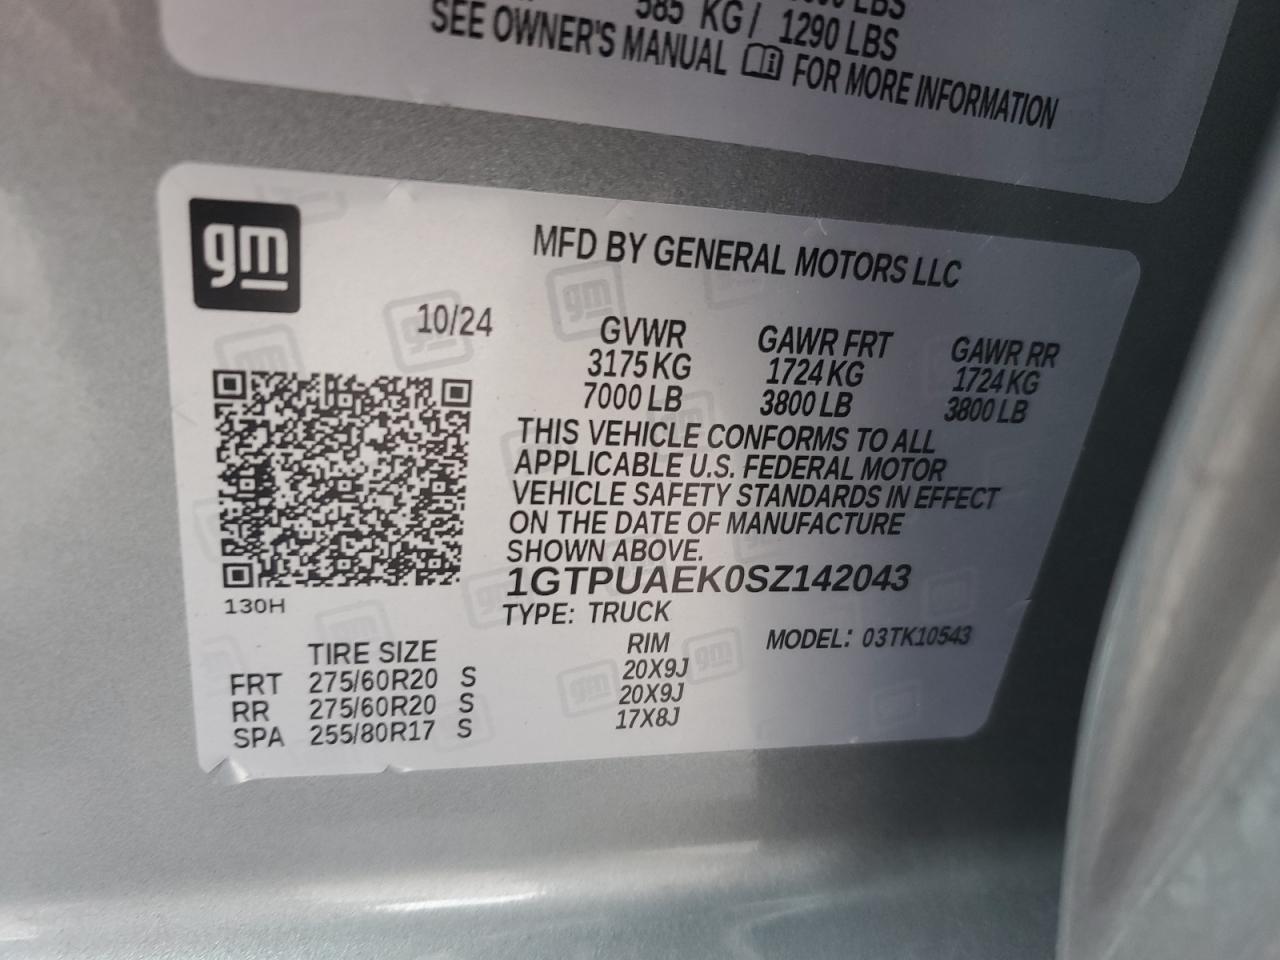 585 KG / 1290 LBS
SEE OWNER'S MANUAL FOR MORE INFORMATION
gm
MFD BY GENERAL MOTORS LLC
10/24
GVWR GAWR FRT GAWR RR
3175 KG 1724 KG 1724 KG
7000 LB 3800 LB 3800 LB
THIS VEHICLE CONFORMS TO ALL
APPLICABLE U.S. FEDERAL MOTOR
VEHICLE SAFETY STANDARDS IN EFFECT
ON THE DATE OF MANUFACTURE
SHOWN ABOVE.
1GTPUAEK0SZ142043
130H
TYPE: TRUCK
TIRE SIZE RIM MODEL: 03TK10543
FRT 275/60R20 S 20X9J
RR 275/60R20 S 20X9J
SPA 255/80R17 S 17X8J